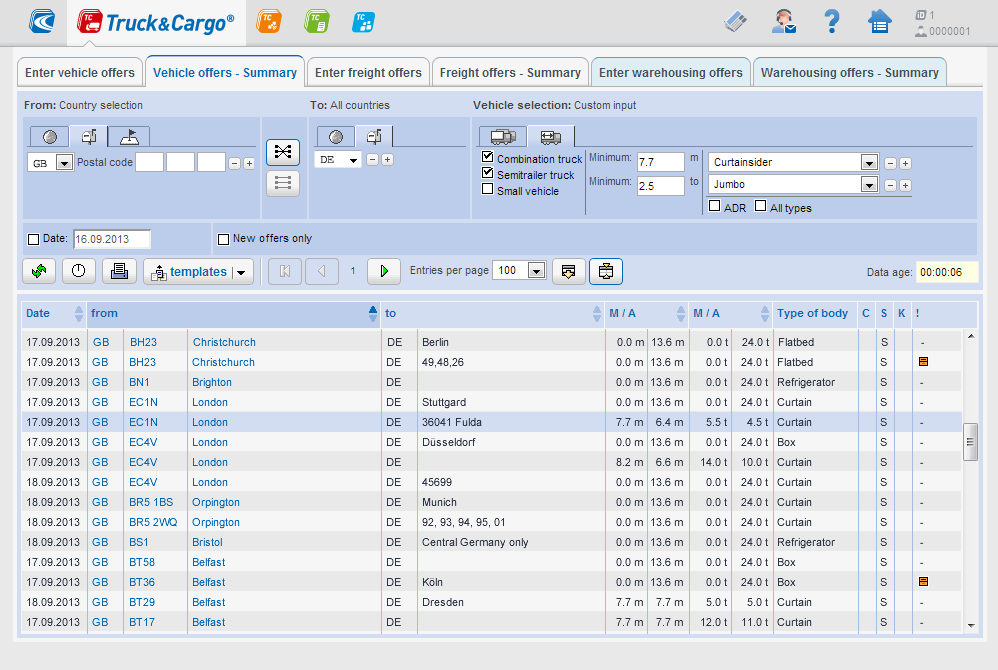 TC Truck&Cargo® TC TC TC ID 1
0000001
Enter vehicle offers Vehicle offers - Summary Enter freight offers Freight offers - Summary Enter warehousing offers Warehousing offers - Summary
From: Country selection To: All countries Vehicle selection: Custom input
GB Postal code DE
Combination truck Minimum: 7.7 m Curtainsider
Semitrailer truck
Small vehicle Minimum: 2.5 to Jumbo
ADR All types
Date: 16.09.2013 New offers only
templates 1 Entries per page 100 Data age: 00:00:06
Date from to M / A M / A Type of body C S K !
17.09.2013 GB BH23 Christchurch DE Berlin 0.0 m 13.6 m 0.0 t 24.0 t Flatbed S -
17.09.2013 GB BH23 Christchurch DE 49,48,26 0.0 m 13.6 m 0.0 t 24.0 t Flatbed S
17.09.2013 GB BN1 Brighton DE 0.0 m 13.6 m 0.0 t 24.0 t Refrigerator S -
17.09.2013 GB EC1N London DE Stuttgard 0.0 m 13.6 m 0.0 t 24.0 t Curtain S -
17.09.2013 GB EC1N London DE 36041 Fulda 7.7 m 6.4 m 5.5 t 4.5 t Curtain S -
17.09.2013 GB EC4V London DE Düsseldorf 0.0 m 13.6 m 0.0 t 24.0 t Box S -
17.09.2013 GB EC4V London DE 8.2 m 6.6 m 14.0 t 10.0 t Curtain S -
18.09.2013 GB EC4V London DE 45699 0.0 m 13.6 m 0.0 t 24.0 t Curtain S -
18.09.2013 GB BR5 1BS Orpington DE Munich 0.0 m 13.6 m 0.0 t 24.0 t Curtain S -
18.09.2013 GB BR5 2WQ Orpington DE 92, 93, 94, 95, 01 0.0 m 13.6 m 0.0 t 24.0 t Curtain S -
18.09.2013 GB BS1 Bristol DE Central Germany only 0.0 m 13.6 m 0.0 t 24.0 t Refrigerator S -
17.09.2013 GB BT58 Belfast DE 0.0 m 13.6 m 0.0 t 24.0 t Box S -
17.09.2013 GB BT36 Belfast DE Köln 0.0 m 13.6 m 0.0 t 24.0 t Box S
18.09.2013 GB BT29 Belfast DE Dresden 7.7 m 7.7 m 5.0 t 5.0 t Curtain S -
17.09.2013 GB BT17 Belfast DE 7.7 m 7.7 m 12.0 t 11.0 t Curtain S -